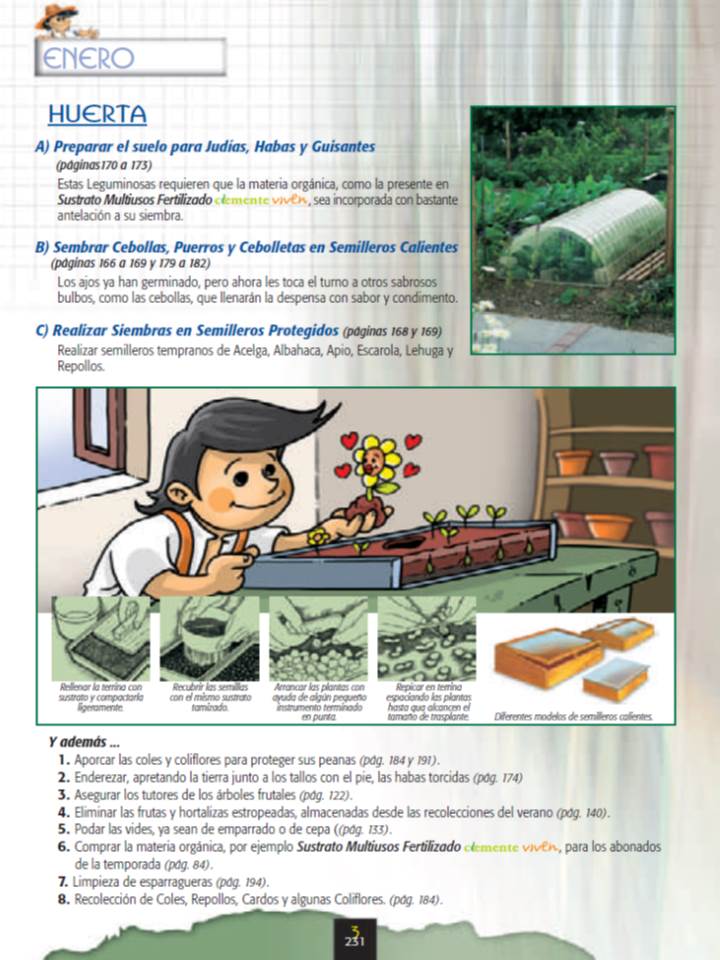 ENERO
HUERTA
A) Preparar el suelo para Judías, Habas y Guisantes
(páginas170 a 173)
Estas Leguminosas requieren que la materia orgánica, como la presente en
Sustrato Multiusos Fertilizado clemente viven, sea incorporada con bastante
antelación a su siembra.
B) Sembrar Cebollas, Puerros y Cebolletas en Semilleros Calientes
(páginas 166 a 169 y 179 a 182)
Los ajos ya han germinado, pero ahora les toca el turno a otros sabrosos
bulbos, como las cebollas, que llenarán la despensa con sabor y condimento.
C) Realizar Siembras en Semilleros Protegidos (páginas 168 y 169)
Realizar semilleros tempranos de Acelga, Albahaca, Apio, Escarola, Lehuga y
Repollos.
Rellenar la terrina con
sustrato y compactarla
ligeramente.
Recubrir las semillas
con el mismo sustrato
tamizado.
Arrancar las plantas con
ayuda de algún pequeño
instrumento terminado
en punta.
Repicar en terrina
espaciando las plantas
hasta que alcancen el
tamaño de trasplante.
Diferentes modelos de semilleros calientes.
Y además ...
1. Aporcar las coles y coliflores para proteger sus peanas (pág. 184 y 191).
2. Enderezar, apretando la tierra junto a los tallos con el pie, las habas torcidas (pág. 174)
3. Asegurar los tutores de los árboles frutales (pág. 122).
4. Eliminar las frutas y hortalizas estropeadas, almacenadas desde las recolecciones del verano (pág. 140).
5. Podar las vides, ya sean de emparrado o de cepa ((pág. 133).
6. Comprar la materia orgánica, por ejemplo Sustrato Multiusos Fertilizado clemente viven, para los abonados
de la temporada (pág. 84).
7. Limpieza de esparragueras (pág. 194).
8. Recolección de Coles, Repollos, Cardos y algunas Coliflores. (pág. 184).
3
231